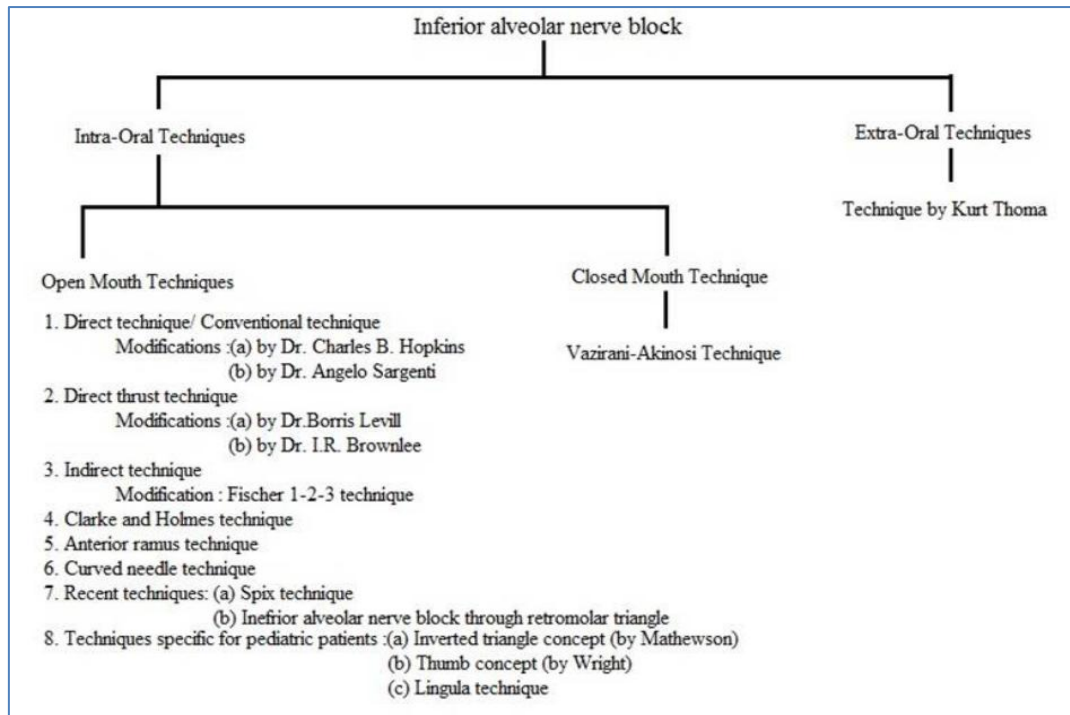 Inferior alveolar nerve block
Intra-Oral Techniques
Extra-Oral Techniques
Technique by Kurt Thoma
Open Mouth Techniques
Closed Mouth Technique
Vazirani-Akinosi Technique
1. Direct technique/ Conventional technique
Modifications :(a) by Dr. Charles B. Hopkins
(b) by Dr. Angelo Sargenti
2. Direct thrust technique
Modifications :(a) by Dr.Borris Levill
(b) by Dr. I.R. Brownlee
3. Indirect technique
Modification : Fischer 1-2-3 technique
4. Clarke and Holmes technique
5. Anterior ramus technique
6. Curved needle technique
7. Recent techniques: (a) Spix technique
(b) Inefrior alveolar nerve block through retromolar triangle
8. Techniques specific for pediatric patients :(a) Inverted triangle concept (by Mathewson)
(b) Thumb concept (by Wright)
(c) Lingula technique